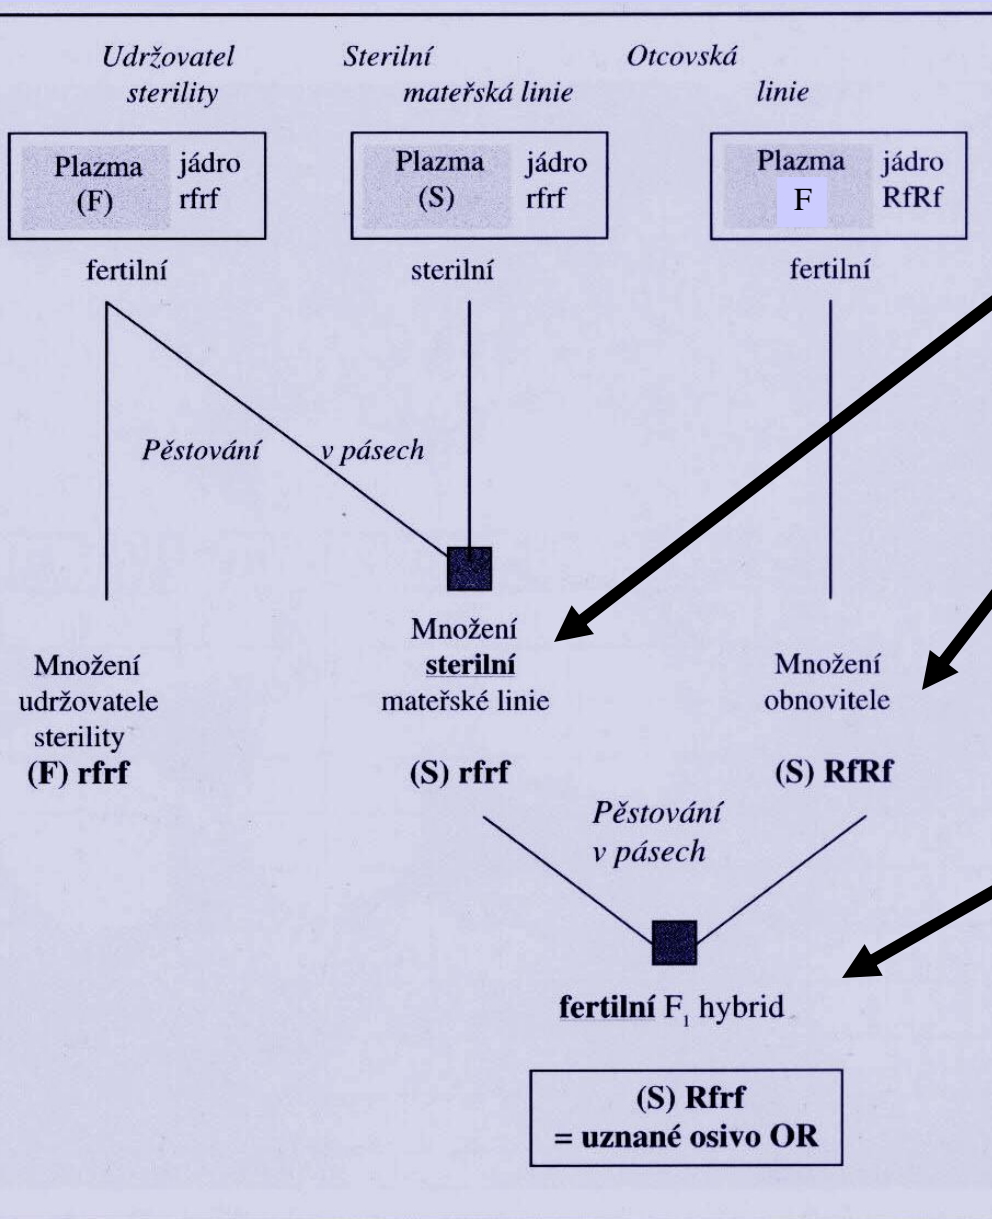 Udržovatel
sterility
Sterilní
mateřská linie
Otcovská
linie
Plazma
(F)
jádro
rfrf
Plazma
(S)
jádro
rfrf
Plazma
F
jádro
RfRf
fertilní
sterilní
fertilní
Pěstování v pásech
Množení
udržovatele
sterility
(F) rfrf
Množení
sterilní
mateřské linie
(S) rfrf
Množení
obnovitele
(S) RfRf
Pěstování
v pásech
fertilní F₁ hybrid
(S) Rfrf
= uznané osivo OR